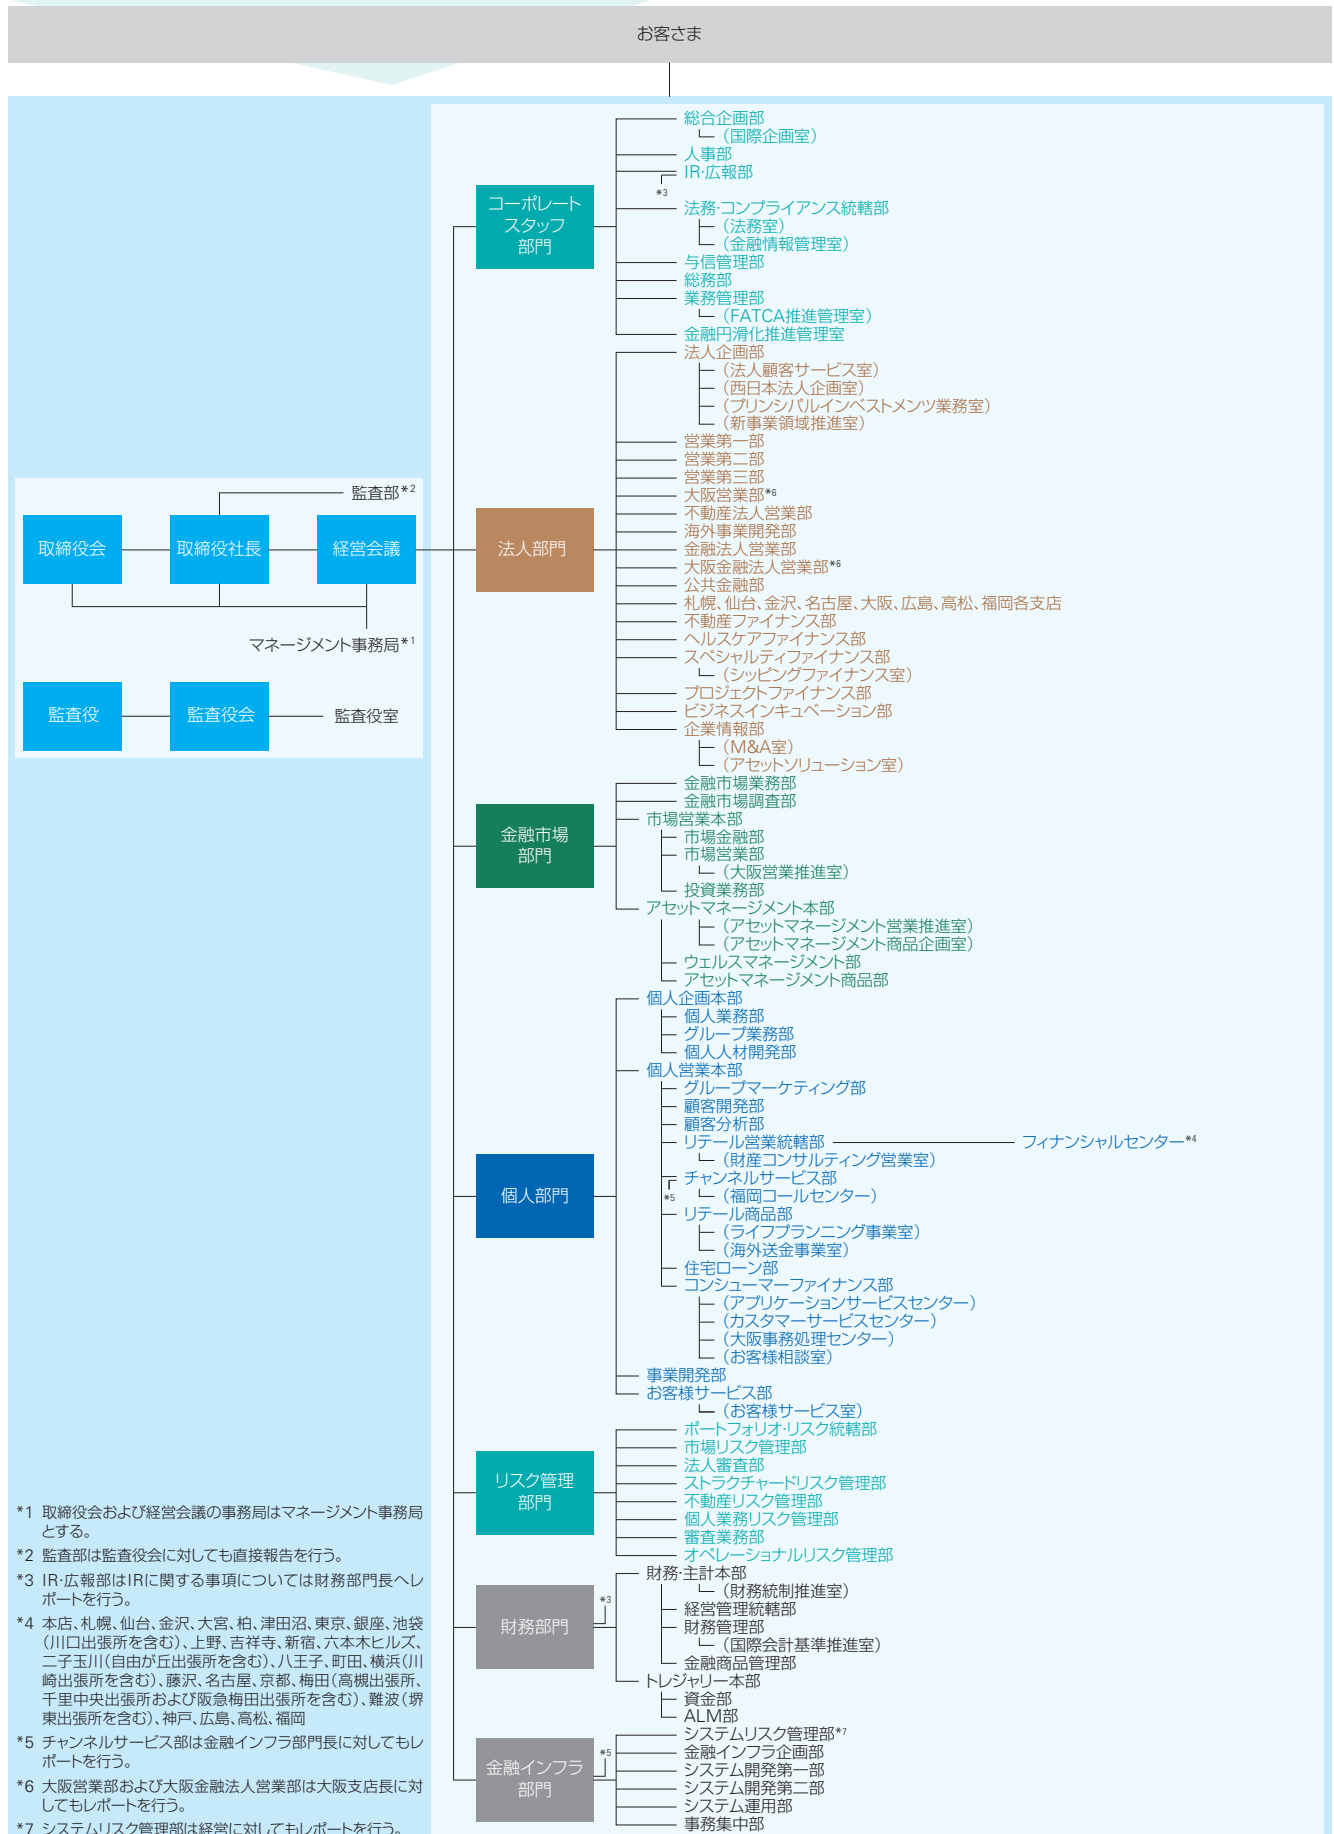 お客さま
監査部*2
取締役会
取締役社長
経営会議
マネージメント事務局*1
監査役
監査役会
監査役室
コーポレート
スタッフ
部門
総合企画部
（国際企画室）
人事部
IR・広報部
*3
法務・コンプライアンス統轄部
（法務室）
（金融情報管理室）
与信管理部
総務部
業務管理部
（FATCA推進管理室）
金融円滑化推進管理室
法人部門
法人企画部
（法人顧客サービス室）
（西日本法人企画室）
（プリンシパルインベストメンツ業務室）
（新事業領域推進室）
営業第一部
営業第二部
営業第三部
大阪営業部*6
不動産法人営業部
海外事業開発部
金融法人営業部
大阪金融法人営業部*6
公共金融部
札幌、仙台、金沢、名古屋、大阪、広島、高松、福岡各支店
不動産ファイナンス部
ヘルスケアファイナンス部
スペシャルティファイナンス部
（シッピングファイナンス室）
プロジェクトファイナンス部
ビジネスインキュベーション部
企業情報部
（M&A室）
（アセットソリューション室）
金融市場
部門
金融市場業務部
金融市場調査部
市場営業本部
市場金融部
市場営業部
（大阪営業推進室）
投資業務部
アセットマネージメント本部
（アセットマネージメント営業推進室）
（アセットマネージメント商品企画室）
ウェルスマネージメント部
アセットマネージメント商品部
個人部門
個人企画本部
個人業務部
グループ業務部
個人人材開発部
個人営業本部
グループマーケティング部
顧客開発部
顧客分析部
リテール営業統轄部
フィナンシャルセンター*4
（財産コンサルティング営業室）
チャンネルサービス部
*5
（福岡コールセンター）
リテール商品部
（ライフプランニング事業室）
（海外送金事業室）
住宅ローン部
コンシューマーファイナンス部
（アプリケーションサービスセンター）
（カスタマーサービスセンター）
（大阪事務処理センター）
（お客様相談室）
事業開発部
お客様サービス部
（お客様サービス室）
リスク管理
部門
ポートフォリオ・リスク統轄部
市場リスク管理部
法人審査部
ストラクチャードリスク管理部
不動産リスク管理部
個人業務リスク管理部
審査業務部
オペレーショナルリスク管理部
財務部門
*3
財務・主計本部
（財務統制推進室）
経営管理統轄部
財務管理部
（国際会計基準推進室）
金融商品管理部
トレジャリー本部
資金部
ALM部
金融インフラ
部門
*5
システムリスク管理部*7
金融インフラ企画部
システム開発第一部
システム開発第二部
システム運用部
事務集中部
*1 取締役会および経営会議の事務局はマネージメント事務局
とする。
*2 監査部は監査役会に対しても直接報告を行う。
*3 IR・広報部はIRに関する事項については財務部門長へレ
ポートを行う。
*4 本店、札幌、仙台、金沢、大宮、柏、津田沼、東京、銀座、池袋
（川口出張所を含む）、上野、吉祥寺、新宿、六本木ヒルズ、
二子玉川（自由が丘出張所を含む）、八王子、町田、横浜（川
崎出張所を含む）、藤沢、名古屋、京都、梅田（高槻出張所、
千里中央出張所および阪急梅田出張所を含む）、難波（堺
東出張所を含む）、神戸、広島、高松、福岡
*5 チャンネルサービス部は金融インフラ部門長に対してもレ
ポートを行う。
*6 大阪営業部および大阪金融法人営業部は大阪支店長に対
してもレポートを行う。
*7 システムリスク管理部は経営に対してもレポートを行う。